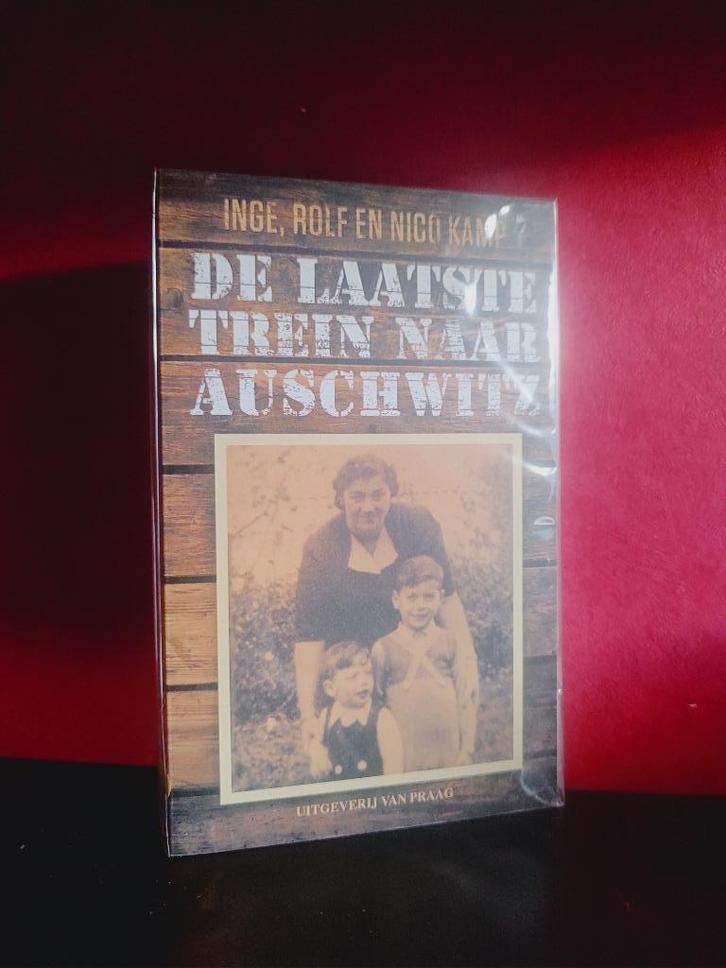 INGE, ROLF EN NICO KAMP
DE LAATSTE
TREIN NAAR
AUSCHWITZ
UITGEVERIJ VAN PRAAG